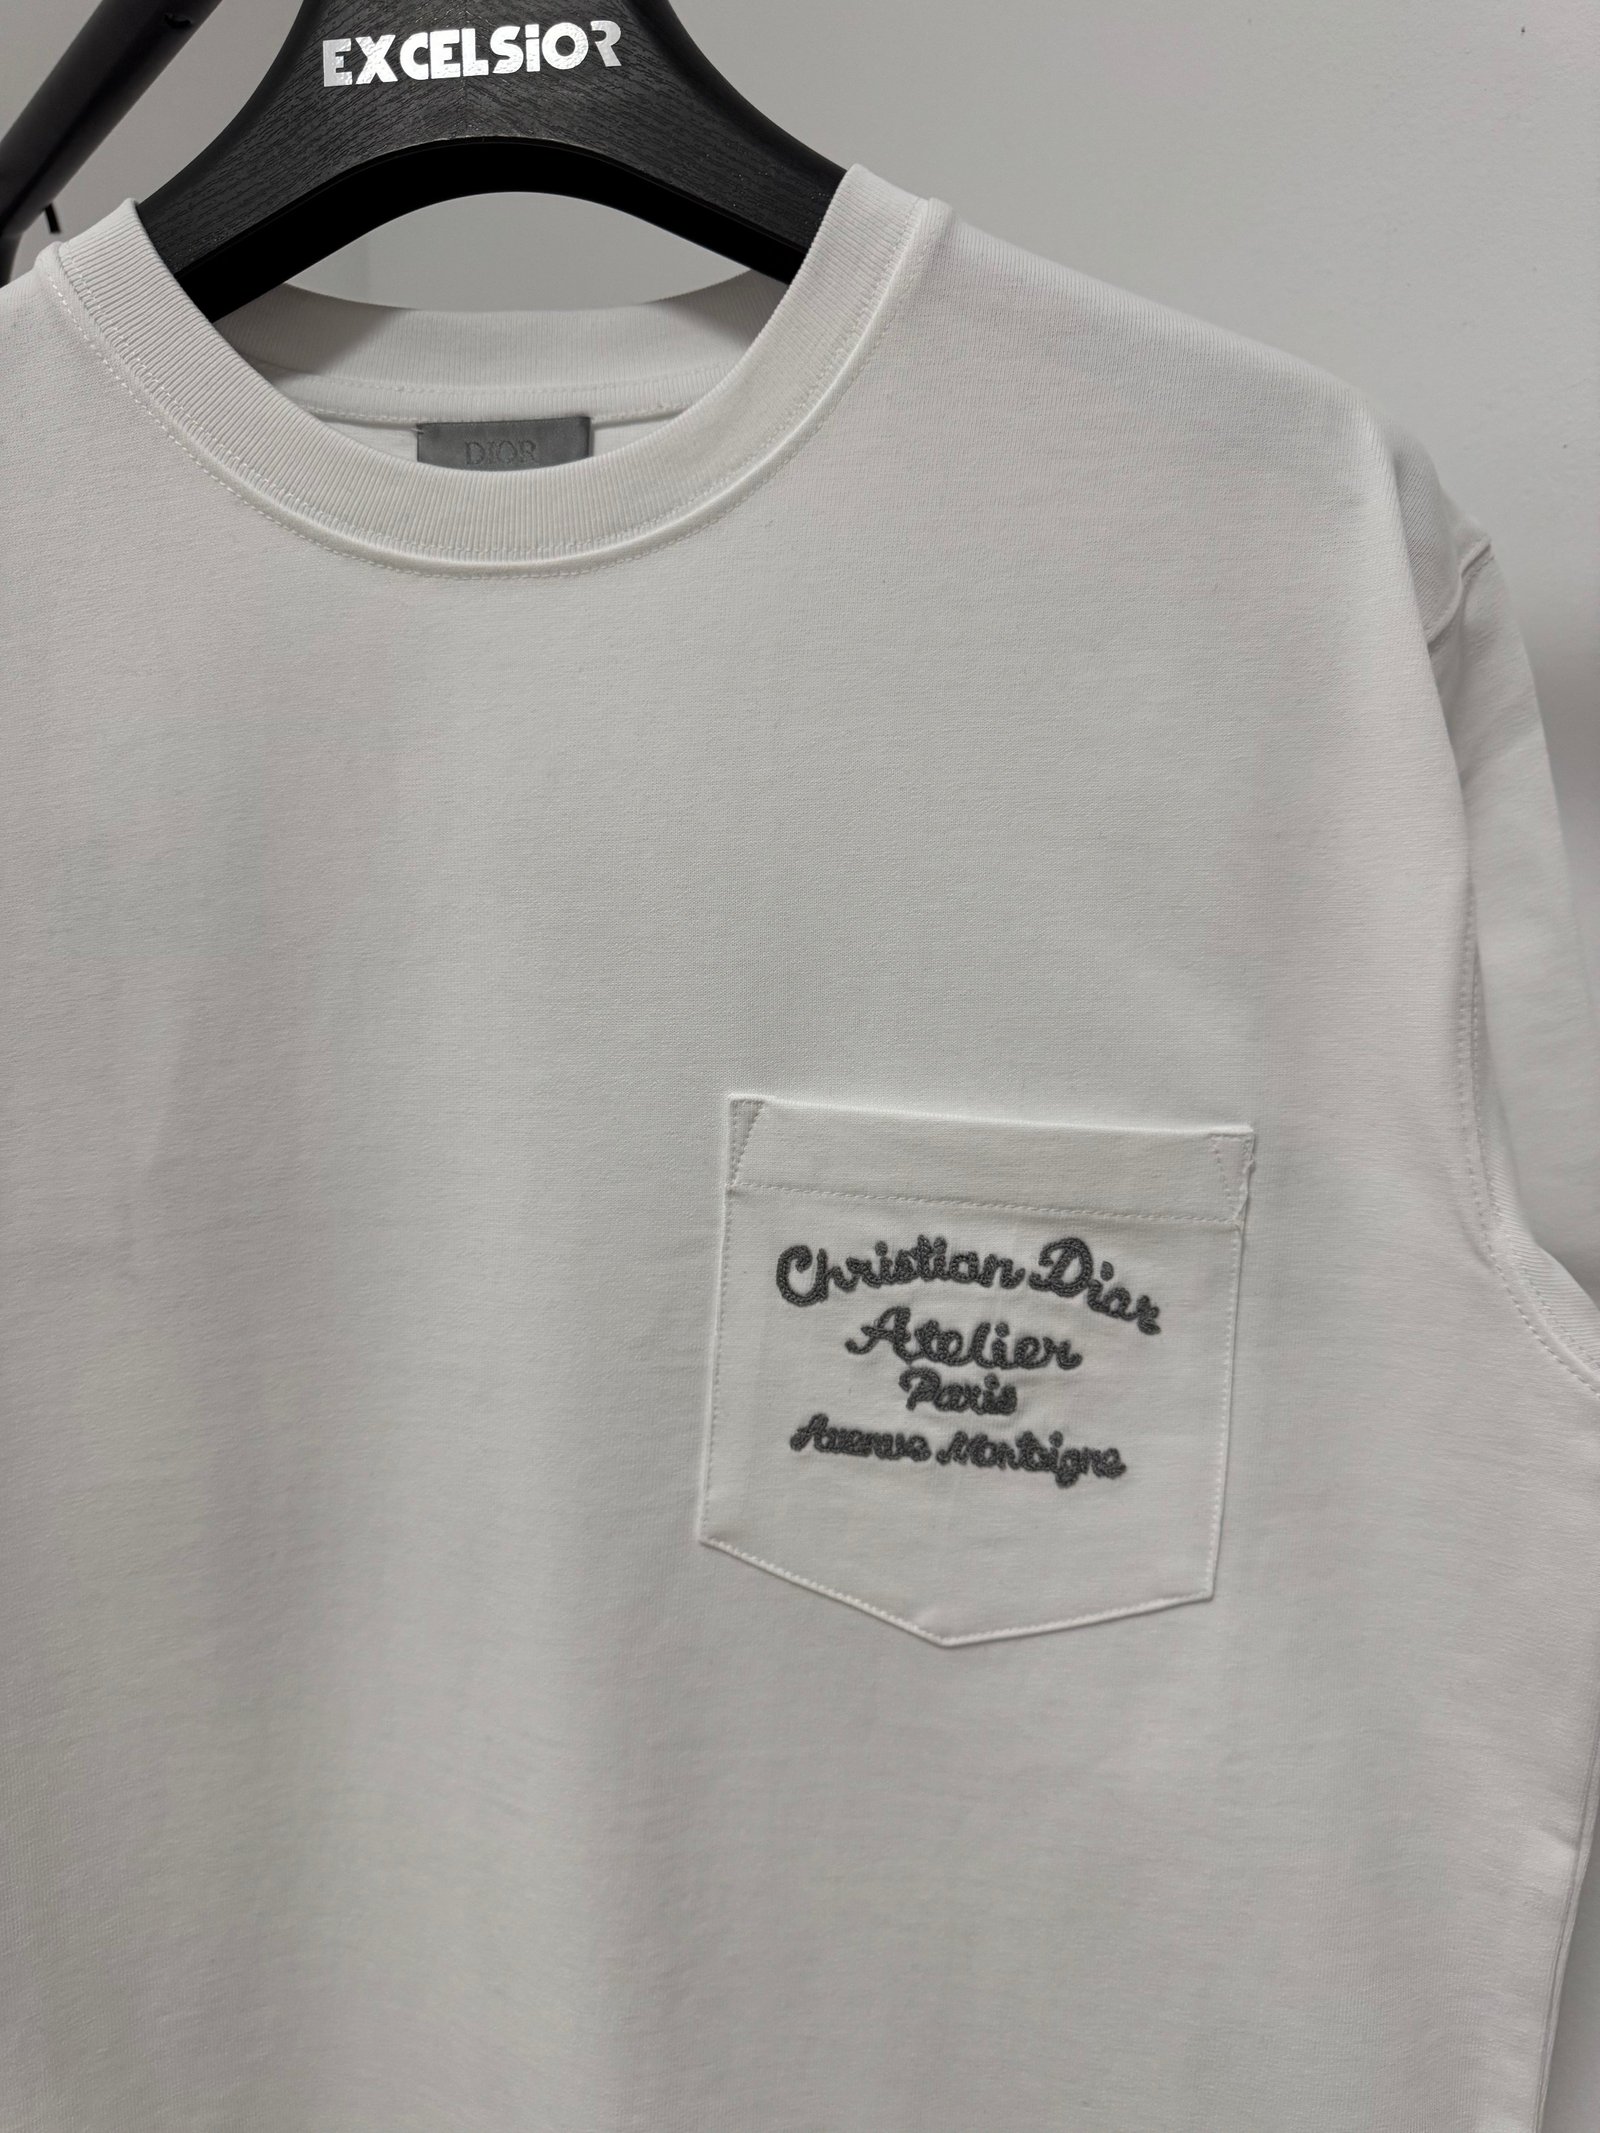 EXCELSiOR
DIOR
Christian Dior
Atelier
Paris
Avenue Montaigne